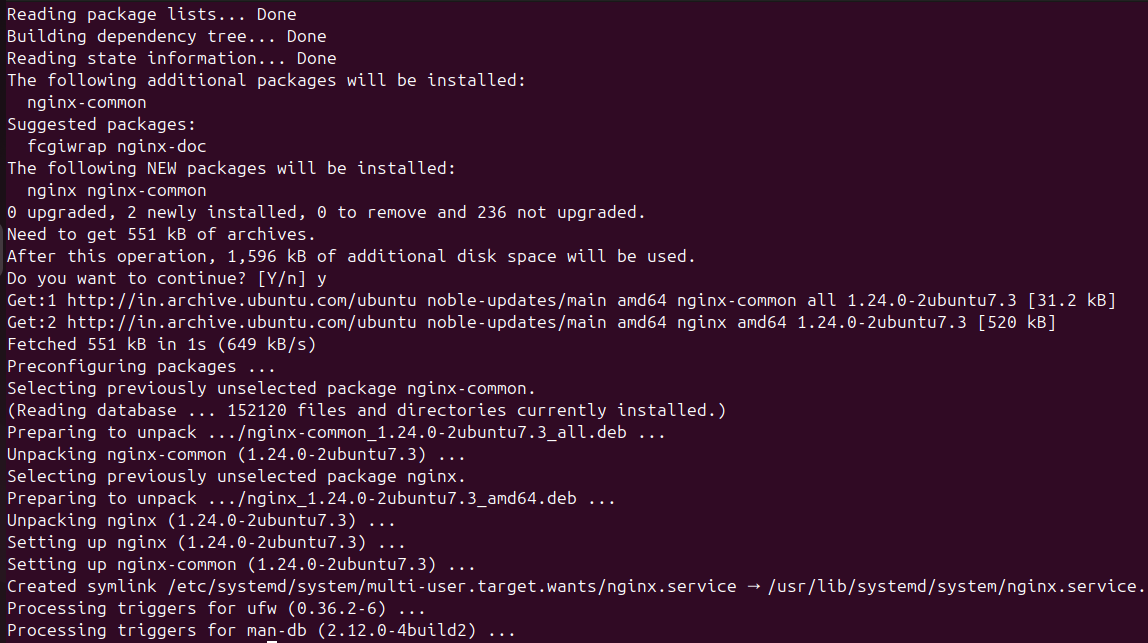 Reading package lists... Done
Building dependency tree... Done
Reading state information... Done
The following additional packages will be installed:
  nginx-common
Suggested packages:
  fcgiwrap nginx-doc
The following NEW packages will be installed:
  nginx nginx-common
0 upgraded, 2 newly installed, 0 to remove and 236 not upgraded.
Need to get 551 kB of archives.
After this operation, 1,596 kB of additional disk space will be used.
Do you want to continue? [Y/n] y
Get:1 http://in.archive.ubuntu.com/ubuntu noble-updates/main amd64 nginx-common all 1.24.0-2ubuntu7.3 [31.2 kB]
Get:2 http://in.archive.ubuntu.com/ubuntu noble-updates/main amd64 nginx amd64 1.24.0-2ubuntu7.3 [520 kB]
Fetched 551 kB in 1s (649 kB/s)
Preconfiguring packages ...
Selecting previously unselected package nginx-common.
(Reading database ... 152120 files and directories currently installed.)
Preparing to unpack .../nginx-common_1.24.0-2ubuntu7.3_all.deb ...
Unpacking nginx-common (1.24.0-2ubuntu7.3) ...
Selecting previously unselected package nginx.
Preparing to unpack .../nginx_1.24.0-2ubuntu7.3_amd64.deb ...
Unpacking nginx (1.24.0-2ubuntu7.3) ...
Setting up nginx (1.24.0-2ubuntu7.3) ...
Setting up nginx-common (1.24.0-2ubuntu7.3) ...
Created symlink /etc/systemd/system/multi-user.target.wants/nginx.service → /usr/lib/systemd/system/nginx.service.
Processing triggers for ufw (0.36.2-6) ...
Processing triggers for man-db (2.12.0-4build2) ...